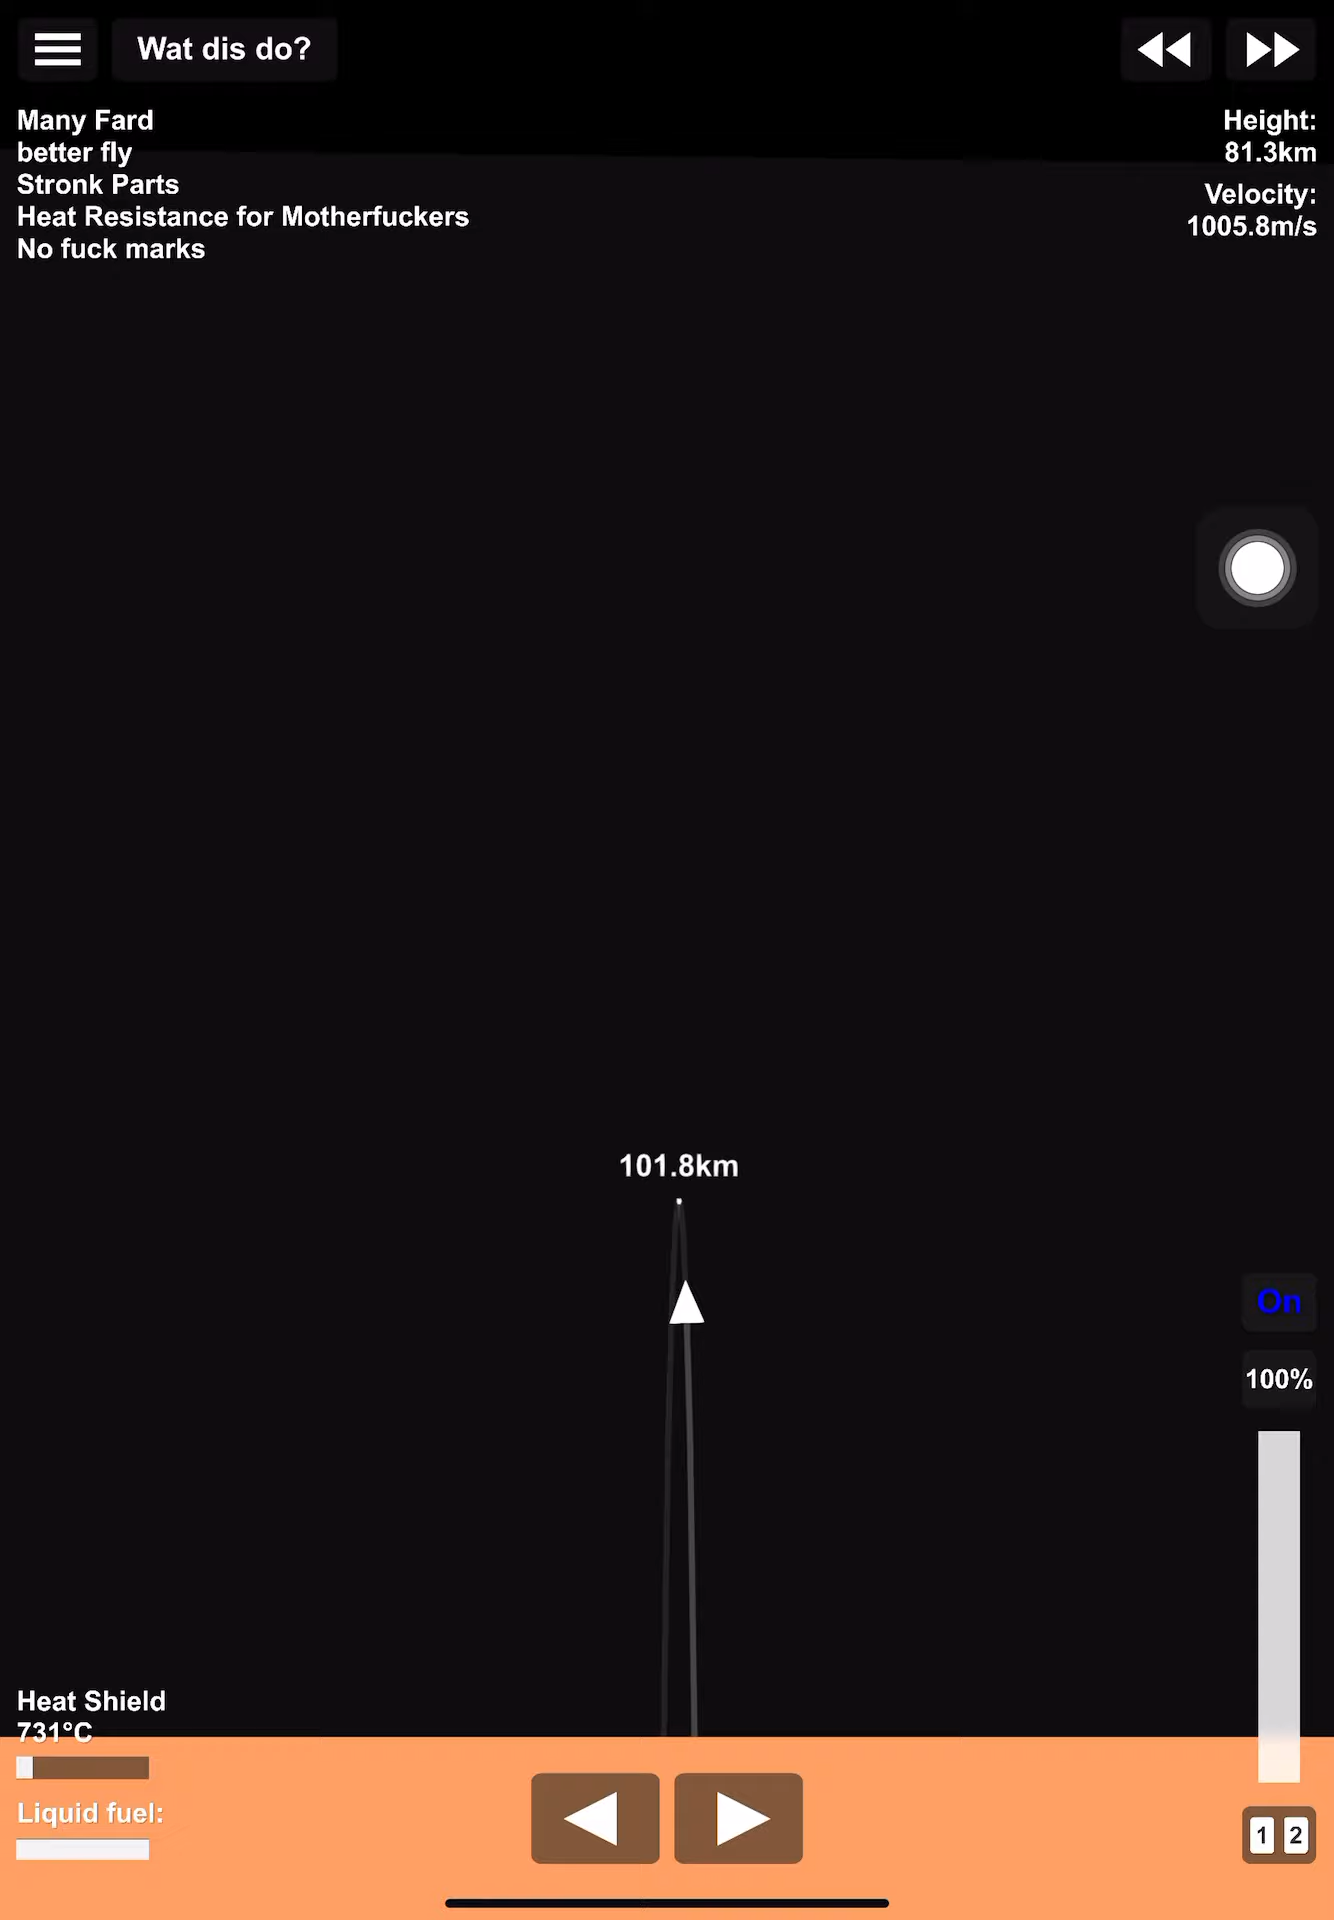 Wat dis do?
Many Fard
better fly
Stronk Parts
Heat Resistance for Motherfuckers
No fuck marks
Height:
81.3km
Velocity:
1005.8m/s
101.8km
On
100%
Heat Shield
731°C
Liquid fuel:
1 2